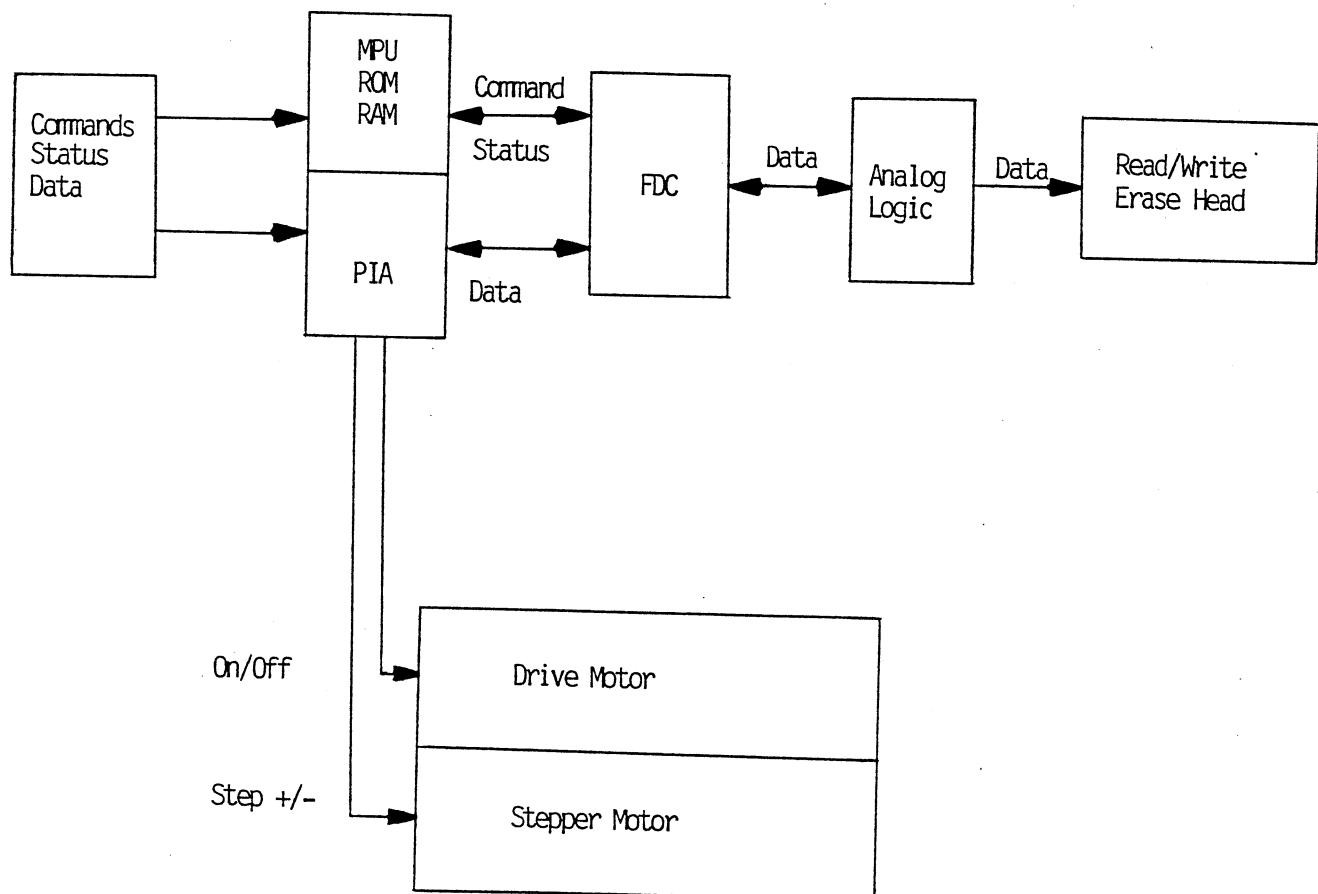 Commands
Status
Data
MPU
ROM
RAM
PIA
Command
Status
Data
FDC
Data
Analog
Logic
Data
Read/Write
Erase Head
On/Off
Drive Motor
Step +/-
Stepper Motor